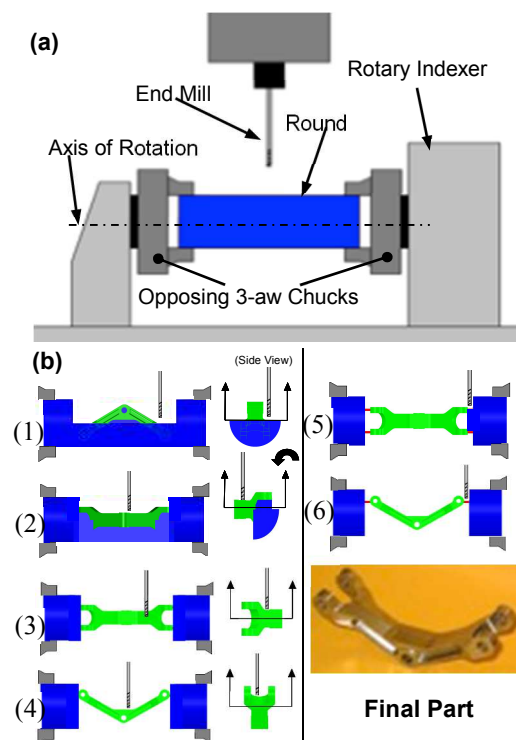 (a)
End Mill
Rotary Indexer
Round
Axis of Rotation
Opposing 3-aw Chucks
(b)
(Side View)
(1)
(2)
(3)
(4)
(5)
(6)
Final Part